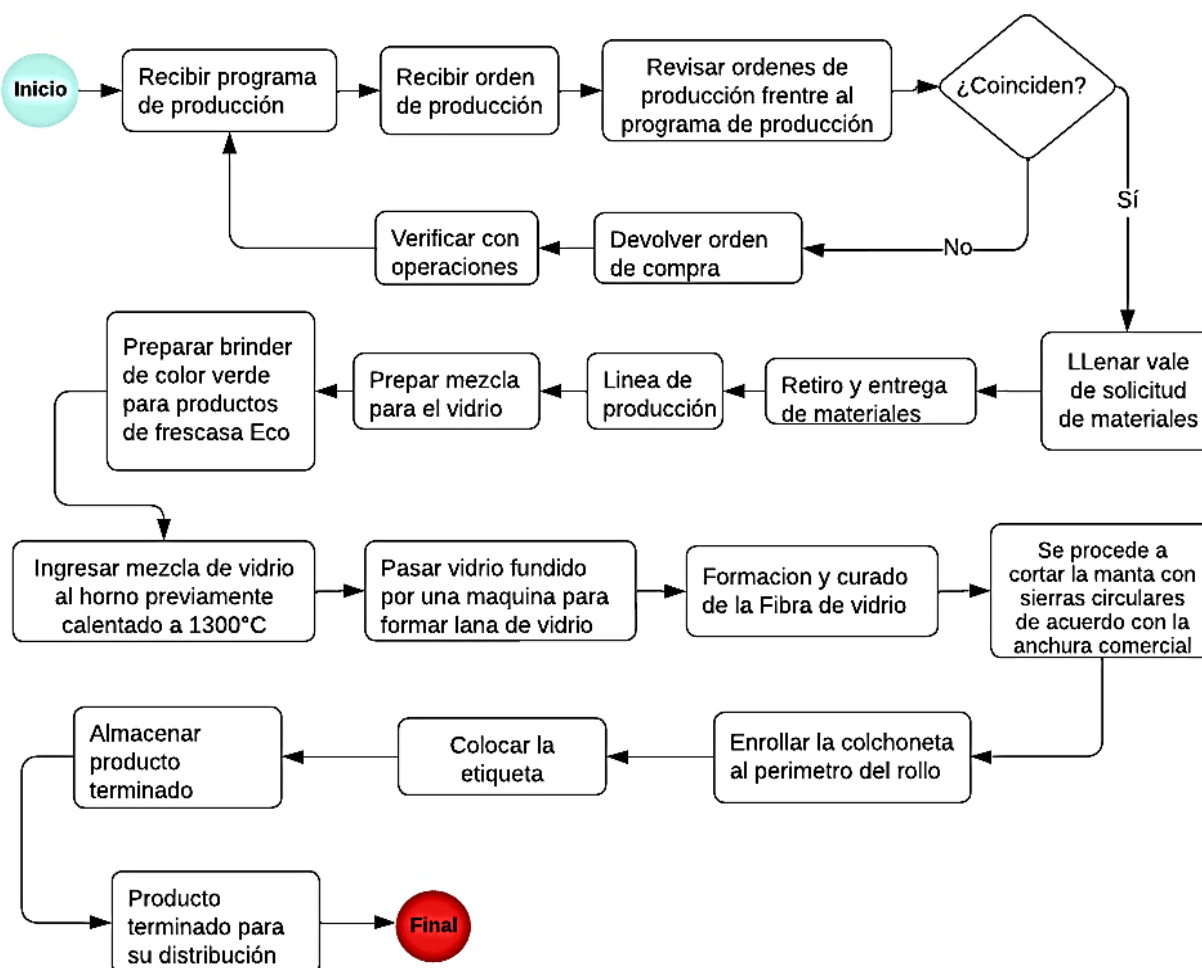 Inicio
Recibir programa
de producción
Recibir orden
de producción
Revisar ordenes de
producción frente al
programa de producción
¿Coinciden?
Sí
No
Devolver orden
de compra
Verificar con
operaciones
LLenar vale
de solicitud
de materiales
Retiro y entrega
de materiales
Linea de
producción
Prepar mezcla
para el vidrio
Preparar brinder
de color verde
para productos
de frescasa Eco
Ingresar mezcla de vidrio
al horno previamente
calentado a 1300°C
Pasar vidrio fundido
por una maquina para
formar lana de vidrio
Formacion y curado
de la Fibra de vidrio
Se procede a
cortar la manta con
sierras circulares
de acuerdo con la
anchura comercial
Enrollar la colchoneta
al perimetro del rollo
Colocar la
etiqueta
Almacenar
producto
terminado
Producto
terminado para
su distribución
Final